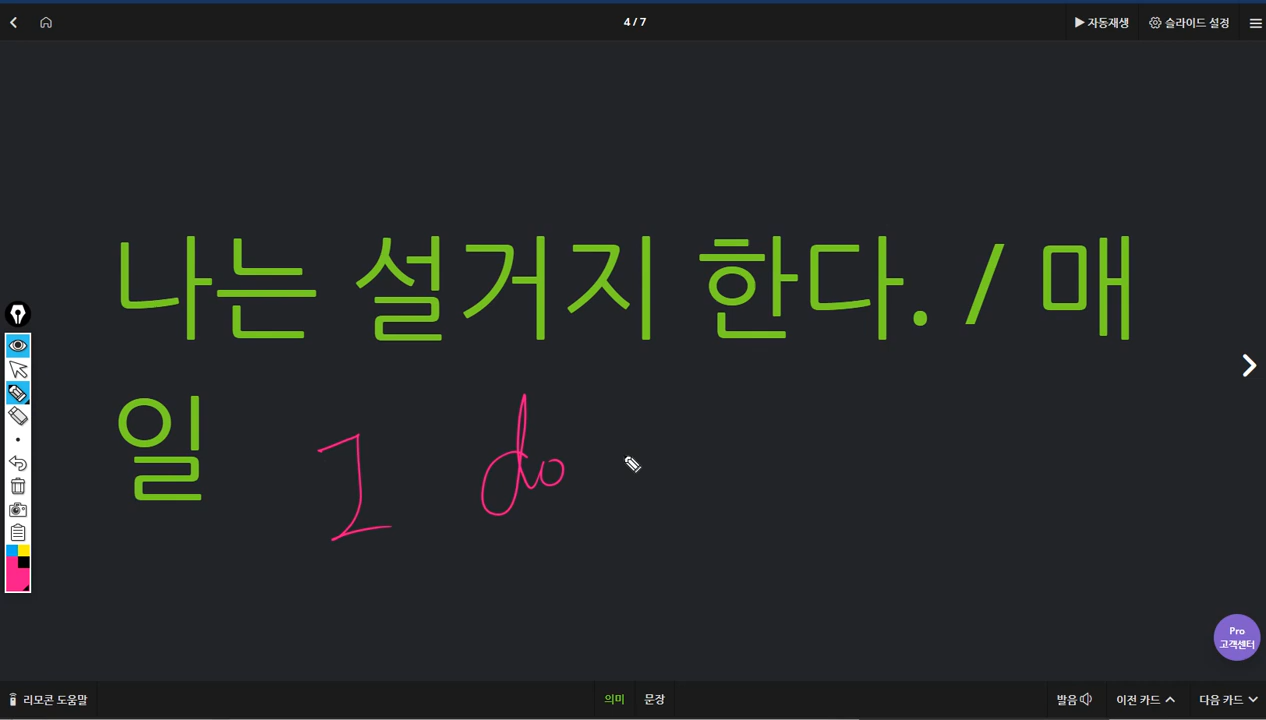 4 / 7
자동재생
슬라이드 설정
나는 설거지 한다. / 매
일
I do
Pro
고객센터
리모콘 도움말
의미
문장
발음
이전 카드
다음 카드